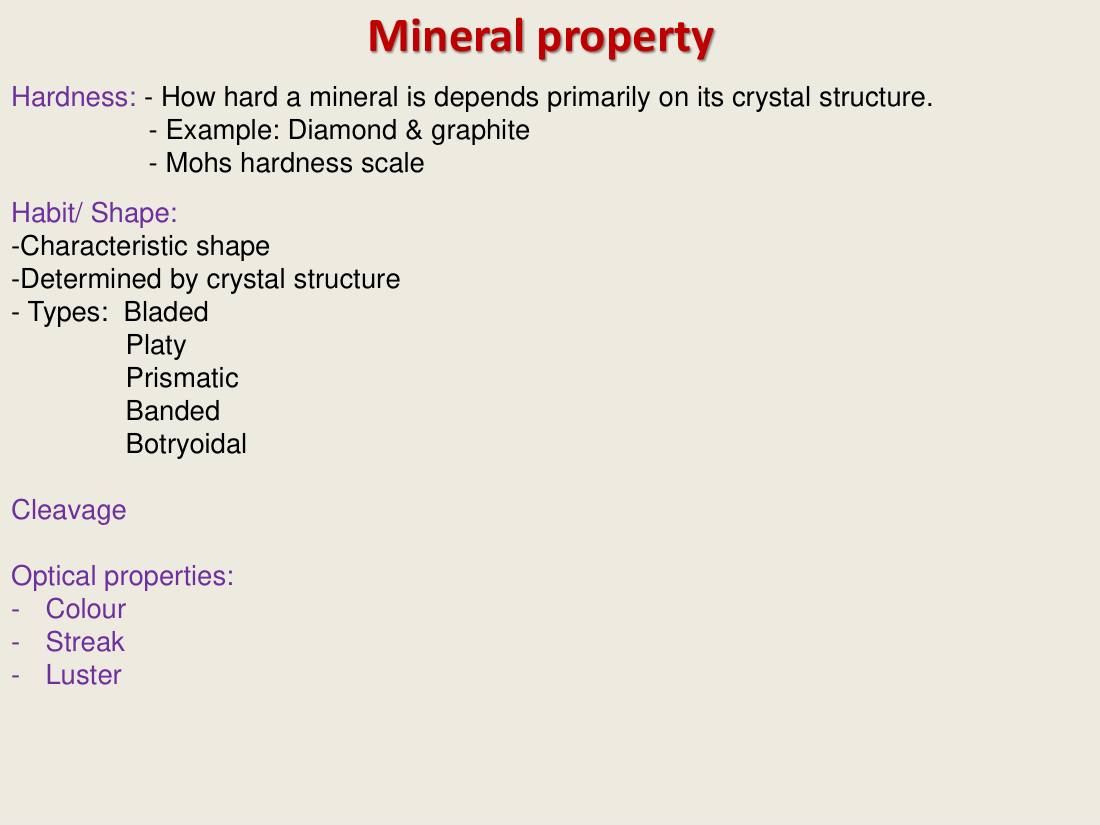 Mineral property
Hardness: - How hard a mineral is depends primarily on its crystal structure.
- Example: Diamond & graphite
- Mohs hardness scale
Habit/ Shape:
-Characteristic shape
-Determined by crystal structure
- Types: Bladed
Platy
Prismatic
Banded
Botryoidal
Cleavage
Optical properties:
- Colour
- Streak
- Luster